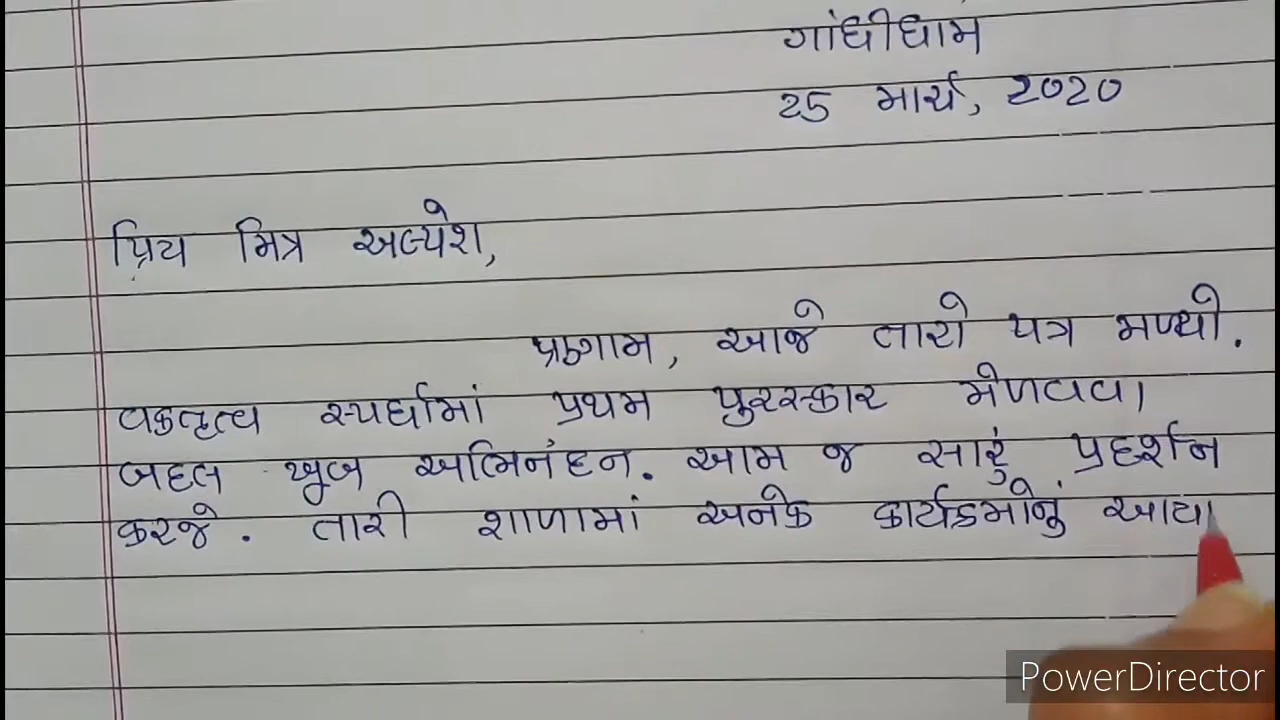 ગાંધીધામ
25 માર્ચ, 2020
પ્રિય મિત્ર અલ્પેશ,
પ્રણામ, આજે તારો પત્ર મળ્યો.
વકતૃત્વ સ્પર્ધામાં પ્રથમ પુરસ્કાર મેળવવા
બદલ ખૂબ અભિનંદન. આમ જ સારું પ્રદર્શન
કરજે. તારી શાળામાં અનેક કાર્યક્રમોનું આયા
PowerDirector